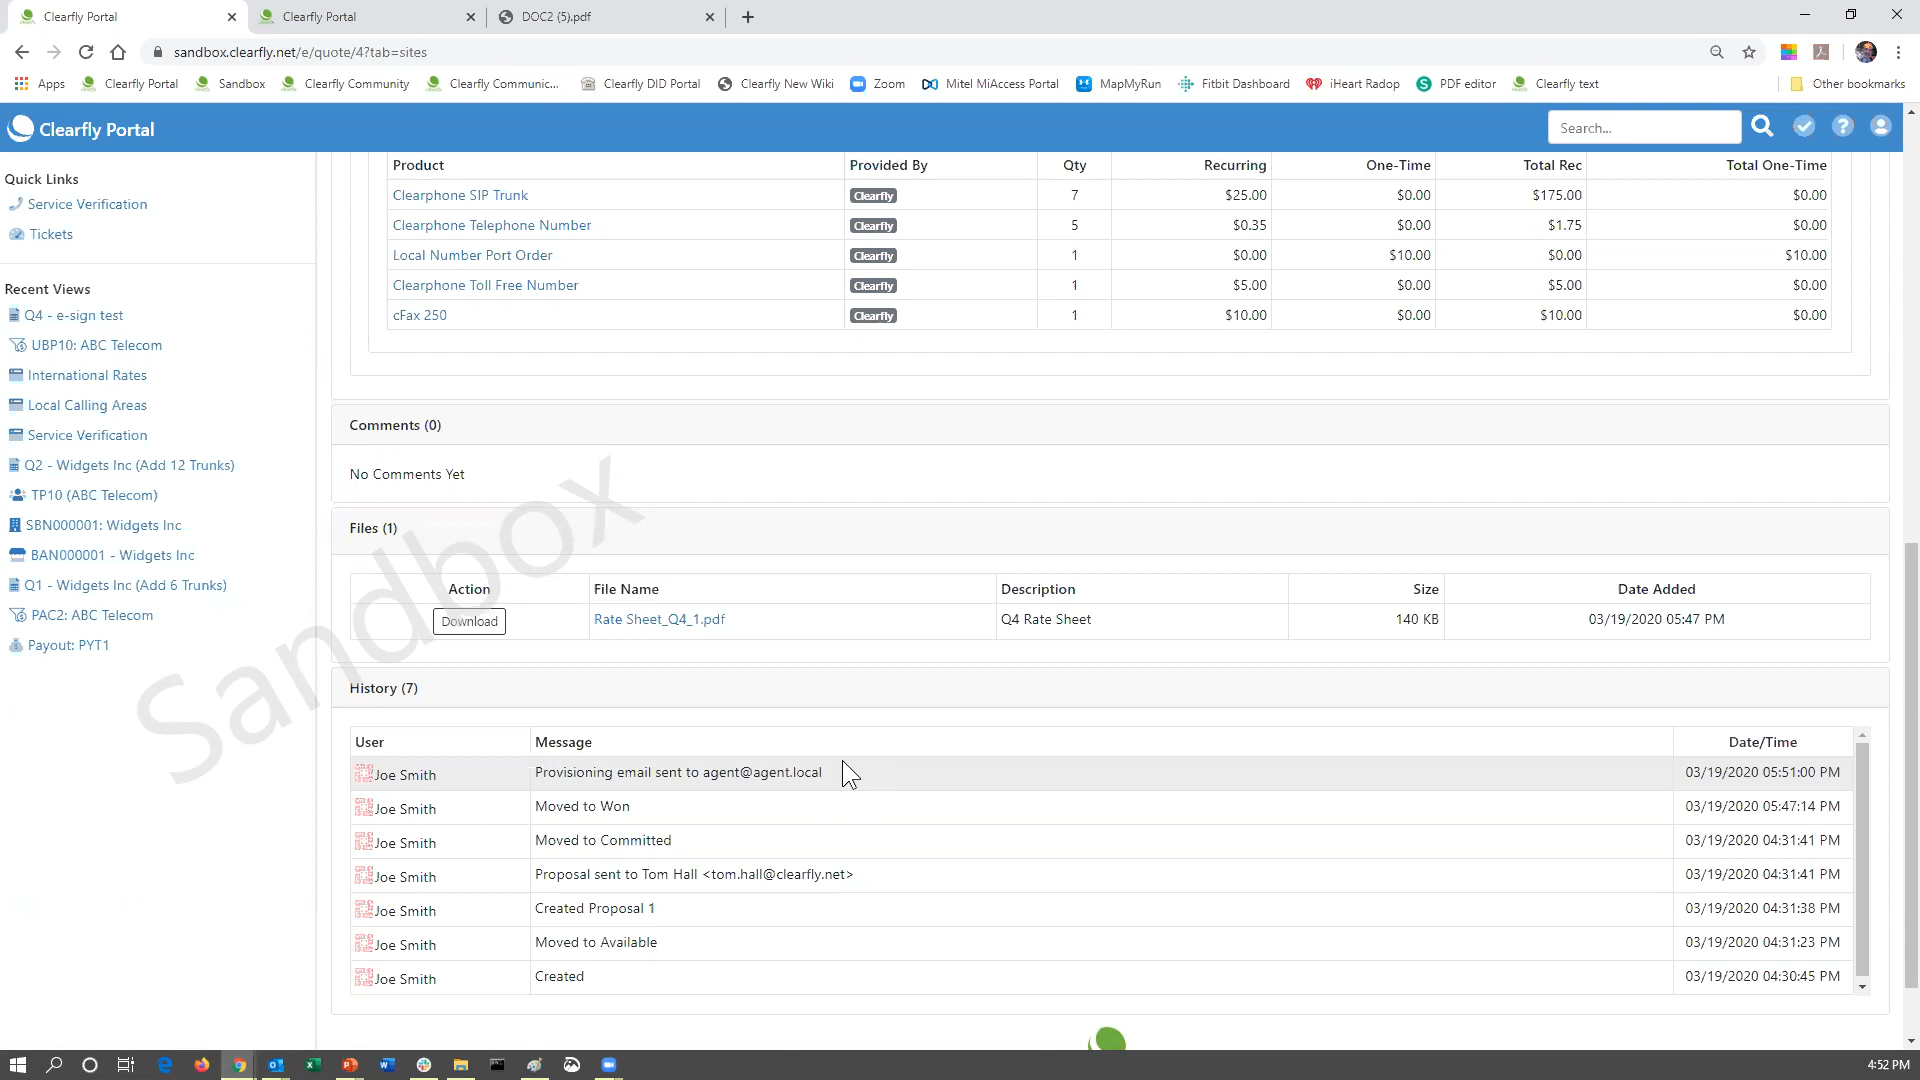 Clearfly Portal
Clearfly Portal
DOC2 (5).pdf
sandbox.clearfly.net/e/quote/4?tab=sites
Apps
Clearfly Portal
Sandbox
Clearfly Community
Clearfly Communic...
Clearfly DID Portal
Clearfly New Wiki
Zoom
Mitel MiAccess Portal
MapMyRun
Fitbit Dashboard
iHeart Radop
PDF editor
Clearfly text
Other bookmarks
Clearfly Portal
Search...
Quick Links
Service Verification
Tickets
Recent Views
Q4 - e-sign test
UBP10: ABC Telecom
International Rates
Local Calling Areas
Service Verification
Q2 - Widgets Inc (Add 12 Trunks)
TP10 (ABC Telecom)
SBN000001: Widgets Inc
BAN000001 - Widgets Inc
Q1 - Widgets Inc (Add 6 Trunks)
PAC2: ABC Telecom
Payout: PYT1
Product Provided By Qty Recurring One-Time Total Rec Total One-Time
Clearphone SIP Trunk Clearfly 7 $25.00 $0.00 $175.00 $0.00
Clearphone Telephone Number Clearfly 5 $0.35 $0.00 $1.75 $0.00
Local Number Port Order Clearfly 1 $0.00 $10.00 $0.00 $10.00
Clearphone Toll Free Number Clearfly 1 $5.00 $0.00 $5.00 $0.00
cFax 250 Clearfly 1 $10.00 $0.00 $10.00 $0.00
Comments (0)
No Comments Yet
Files (1)
Action File Name Description Size Date Added
Download Rate Sheet_Q4_1.pdf Q4 Rate Sheet 140 KB 03/19/2020 05:47 PM
History (7)
User Message Date/Time
Joe Smith Provisioning email sent to agent@agent.local 03/19/2020 05:51:00 PM
Joe Smith Moved to Won 03/19/2020 05:47:14 PM
Joe Smith Moved to Committed 03/19/2020 04:31:41 PM
Joe Smith Proposal sent to Tom Hall <tom.hall@clearfly.net> 03/19/2020 04:31:41 PM
Joe Smith Created Proposal 1 03/19/2020 04:31:38 PM
Joe Smith Moved to Available 03/19/2020 04:31:23 PM
Joe Smith Created 03/19/2020 04:30:45 PM
Sandbox
4:52 PM